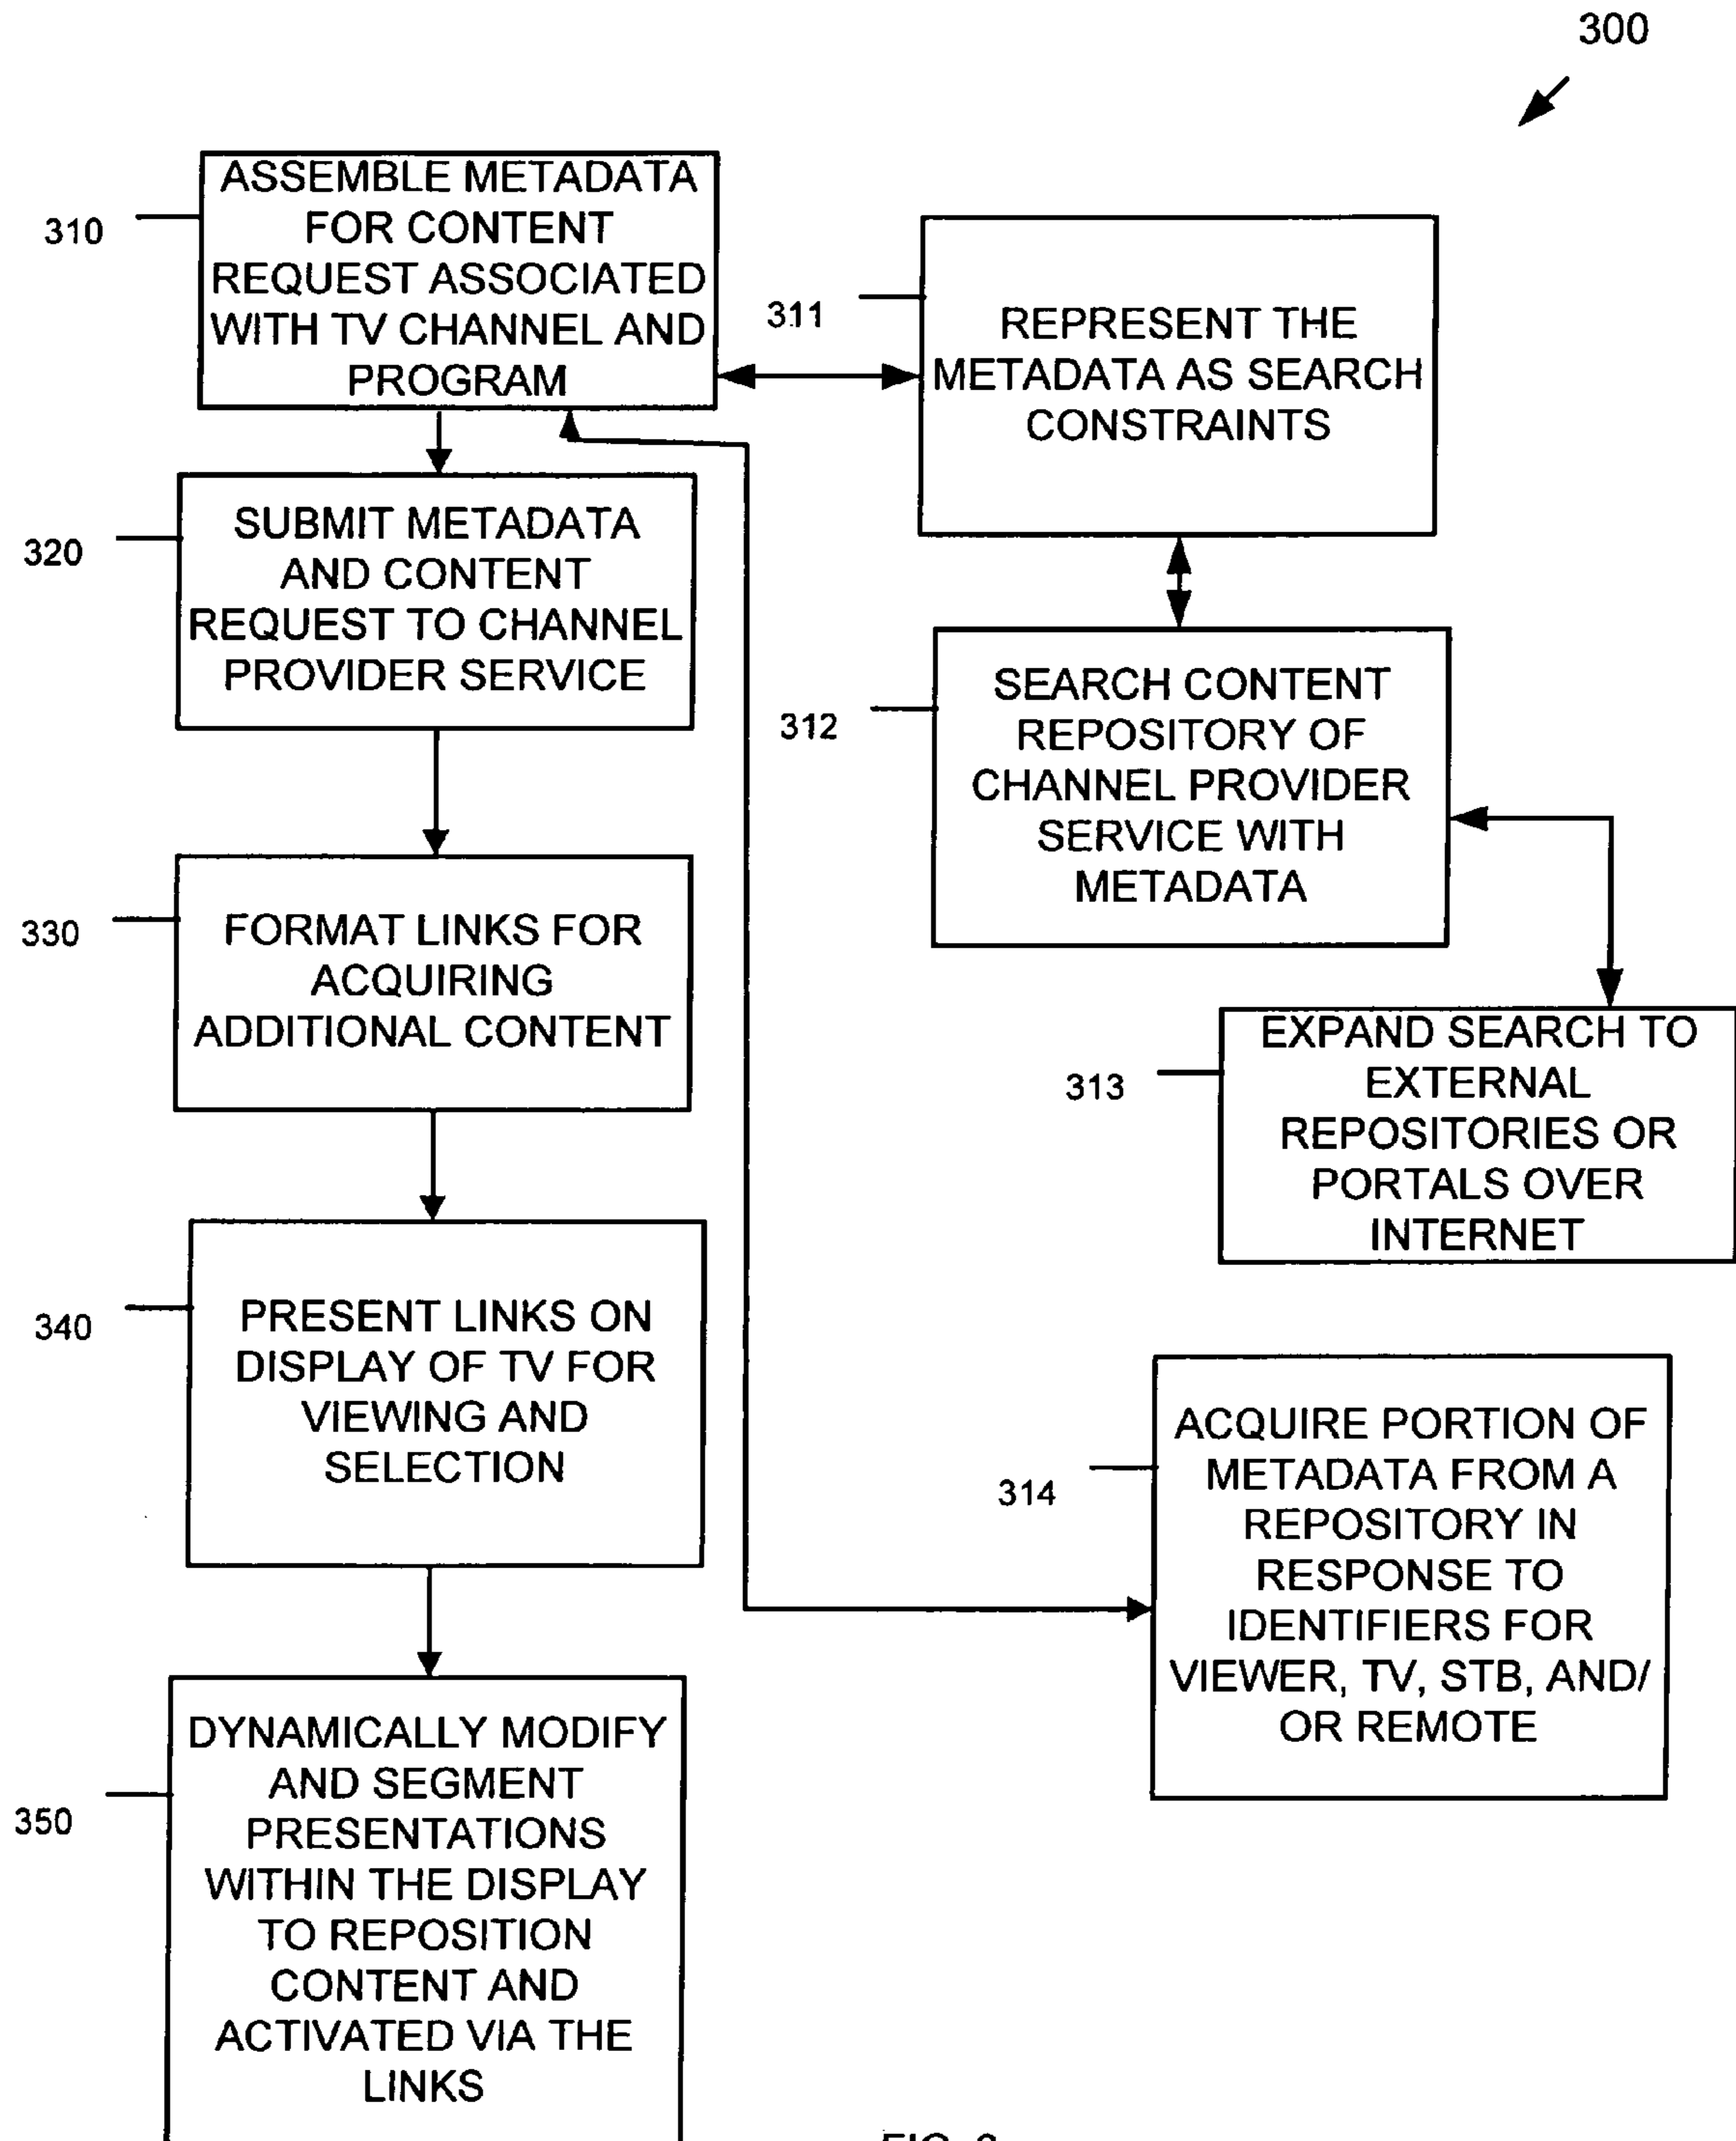 300
310
ASSEMBLE METADATA
FOR CONTENT
REQUEST ASSOCIATED
WITH TV CHANNEL AND
PROGRAM
311
REPRESENT THE
METADATA AS SEARCH
CONSTRAINTS
320
SUBMIT METADATA
AND CONTENT
REQUEST TO CHANNEL
PROVIDER SERVICE
312
SEARCH CONTENT
REPOSITORY OF
CHANNEL PROVIDER
SERVICE WITH
METADATA
330
FORMAT LINKS FOR
ACQUIRING
ADDITIONAL CONTENT
313
EXPAND SEARCH TO
EXTERNAL
REPOSITORIES OR
PORTALS OVER
INTERNET
340
PRESENT LINKS ON
DISPLAY OF TV FOR
VIEWING AND
SELECTION
314
ACQUIRE PORTION OF
METADATA FROM A
REPOSITORY IN
RESPONSE TO
IDENTIFIERS FOR
VIEWER, TV, STB, AND/
OR REMOTE
350
DYNAMICALLY MODIFY
AND SEGMENT
PRESENTATIONS
WITHIN THE DISPLAY
TO REPOSITION
CONTENT AND
ACTIVATED VIA THE
LINKS
FIG.